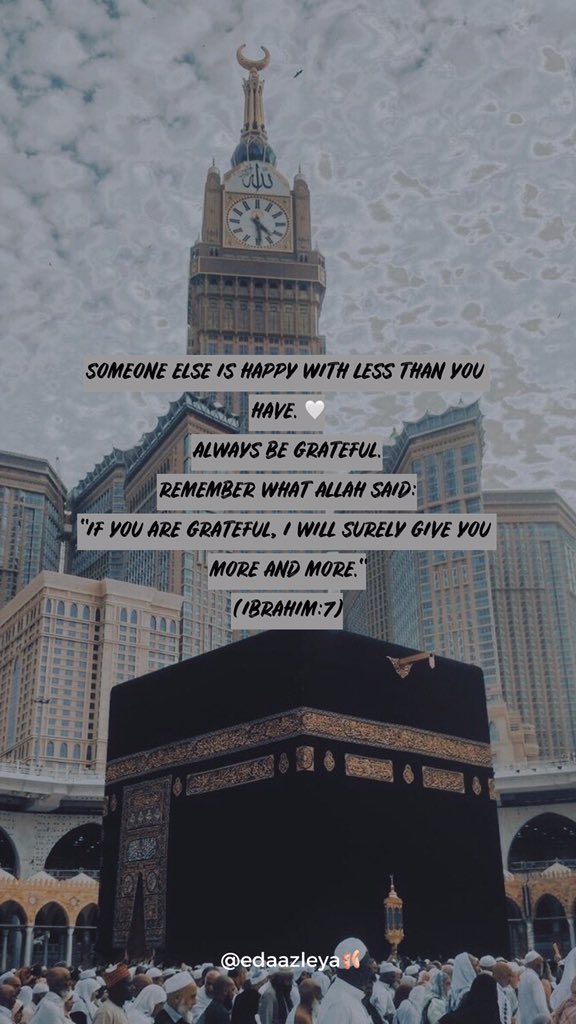 الله
SOMEONE ELSE IS HAPPY WITH LESS THAN YOU
HAVE. 🤍
ALWAYS BE GRATEFUL.
REMEMBER WHAT ALLAH SAID:
"IF YOU ARE GRATEFUL, I WILL SURELY GIVE YOU
MORE AND MORE."
(IBRAHIM:7)
@edaazleya